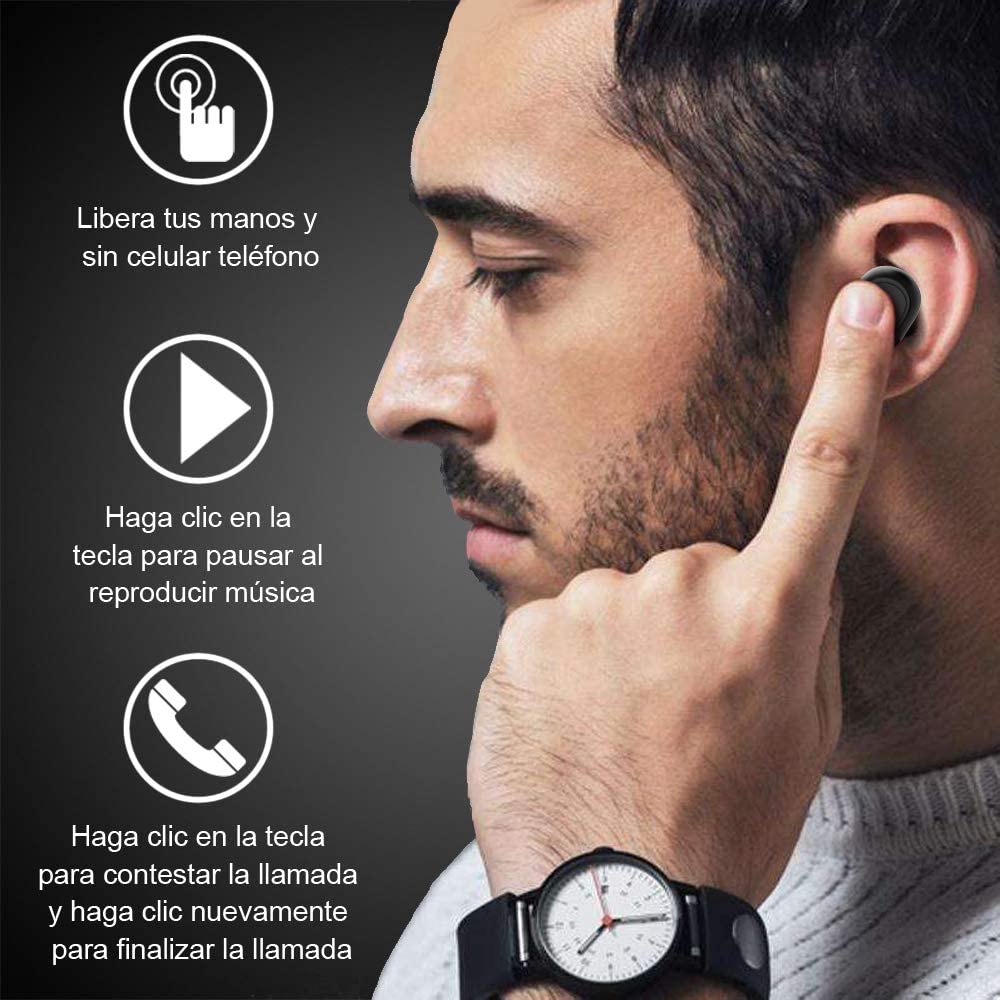 Libera tus manos y
sin celular teléfono
Haga clic en la
tecla para pausar al
reproducir música
Haga clic en la tecla
para contestar la llamada
y haga clic nuevamente
para finalizar la llamada